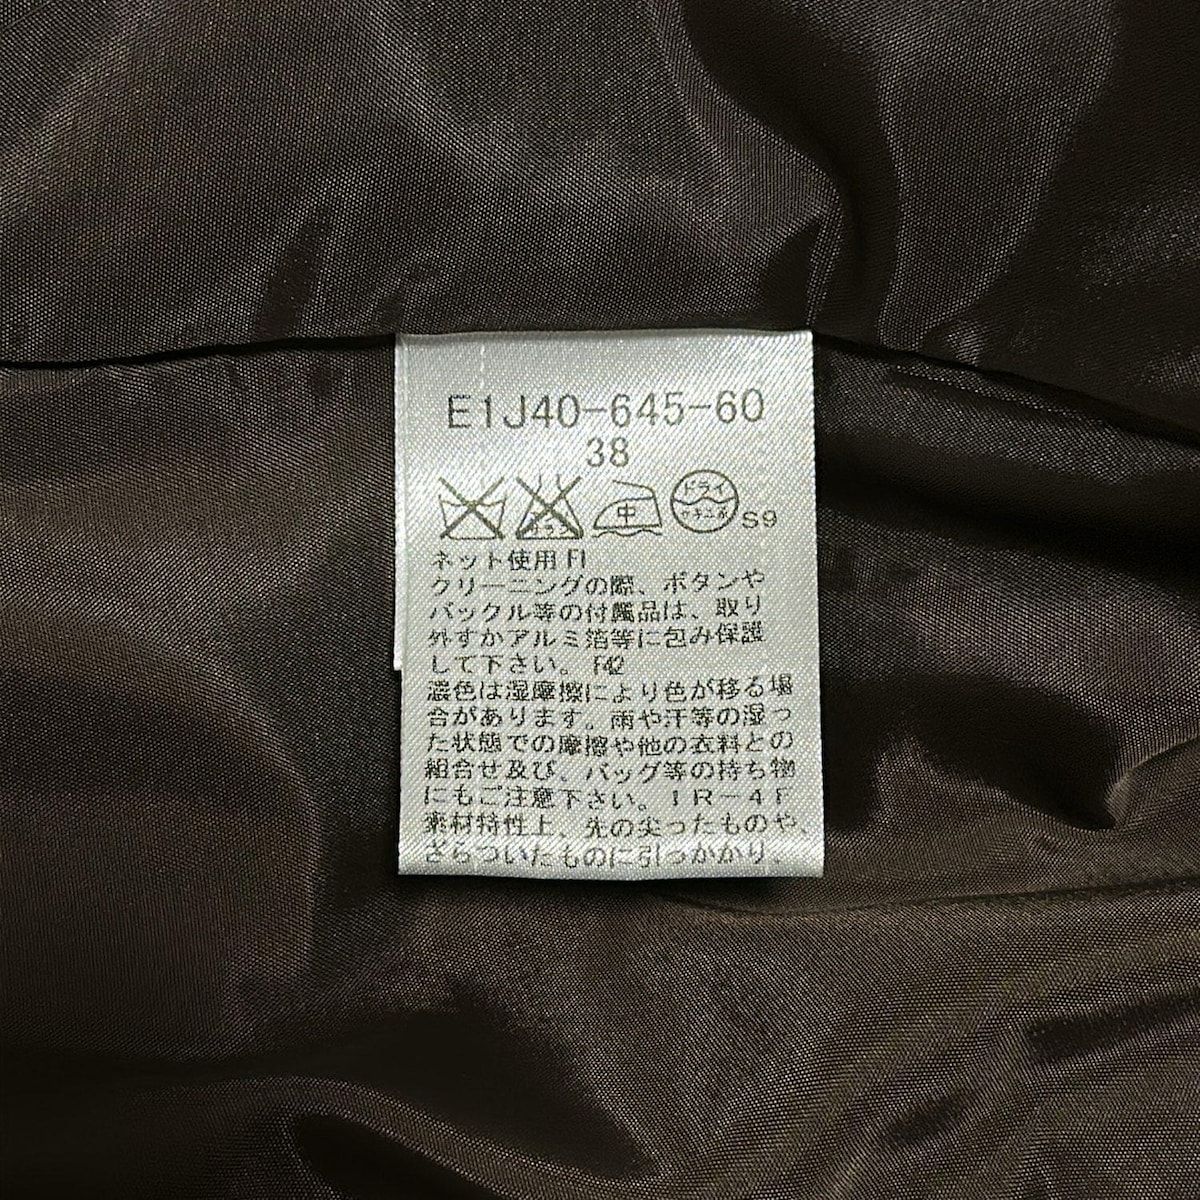 E1J40-645-60
38
中 ドライ S9
ネット使用 F1
クリーニングの際、ボタンや
バックル等の付属品は、取り
外すかアルミ箔等に包み保護
して下さい。 F42
濃色は湿摩擦により色が移る場
合があります。雨や汗等の湿っ
た状態での摩擦や他の衣料との
組合せ及び、バッグ等の持ち物
にもご注意下さい。IR-4F
素材特性上、先の尖ったものや、
ざらついたものに引っかかり、